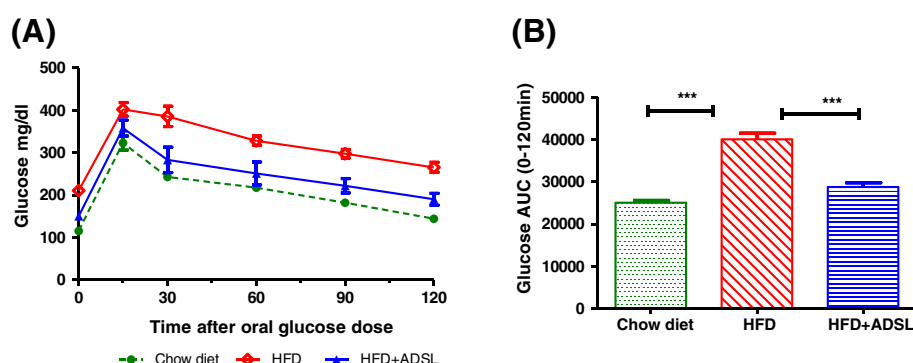 (A)
500
400
300
200
100
0
Glucose mg/dl
0 15 30 60 90 120
Time after oral glucose dose
Chow diet HFD HFD+ADSL
(B)
50000
40000
30000
20000
10000
0
Glucose AUC (0-120min)
*** ***
Chow diet HFD HFD+ADSL